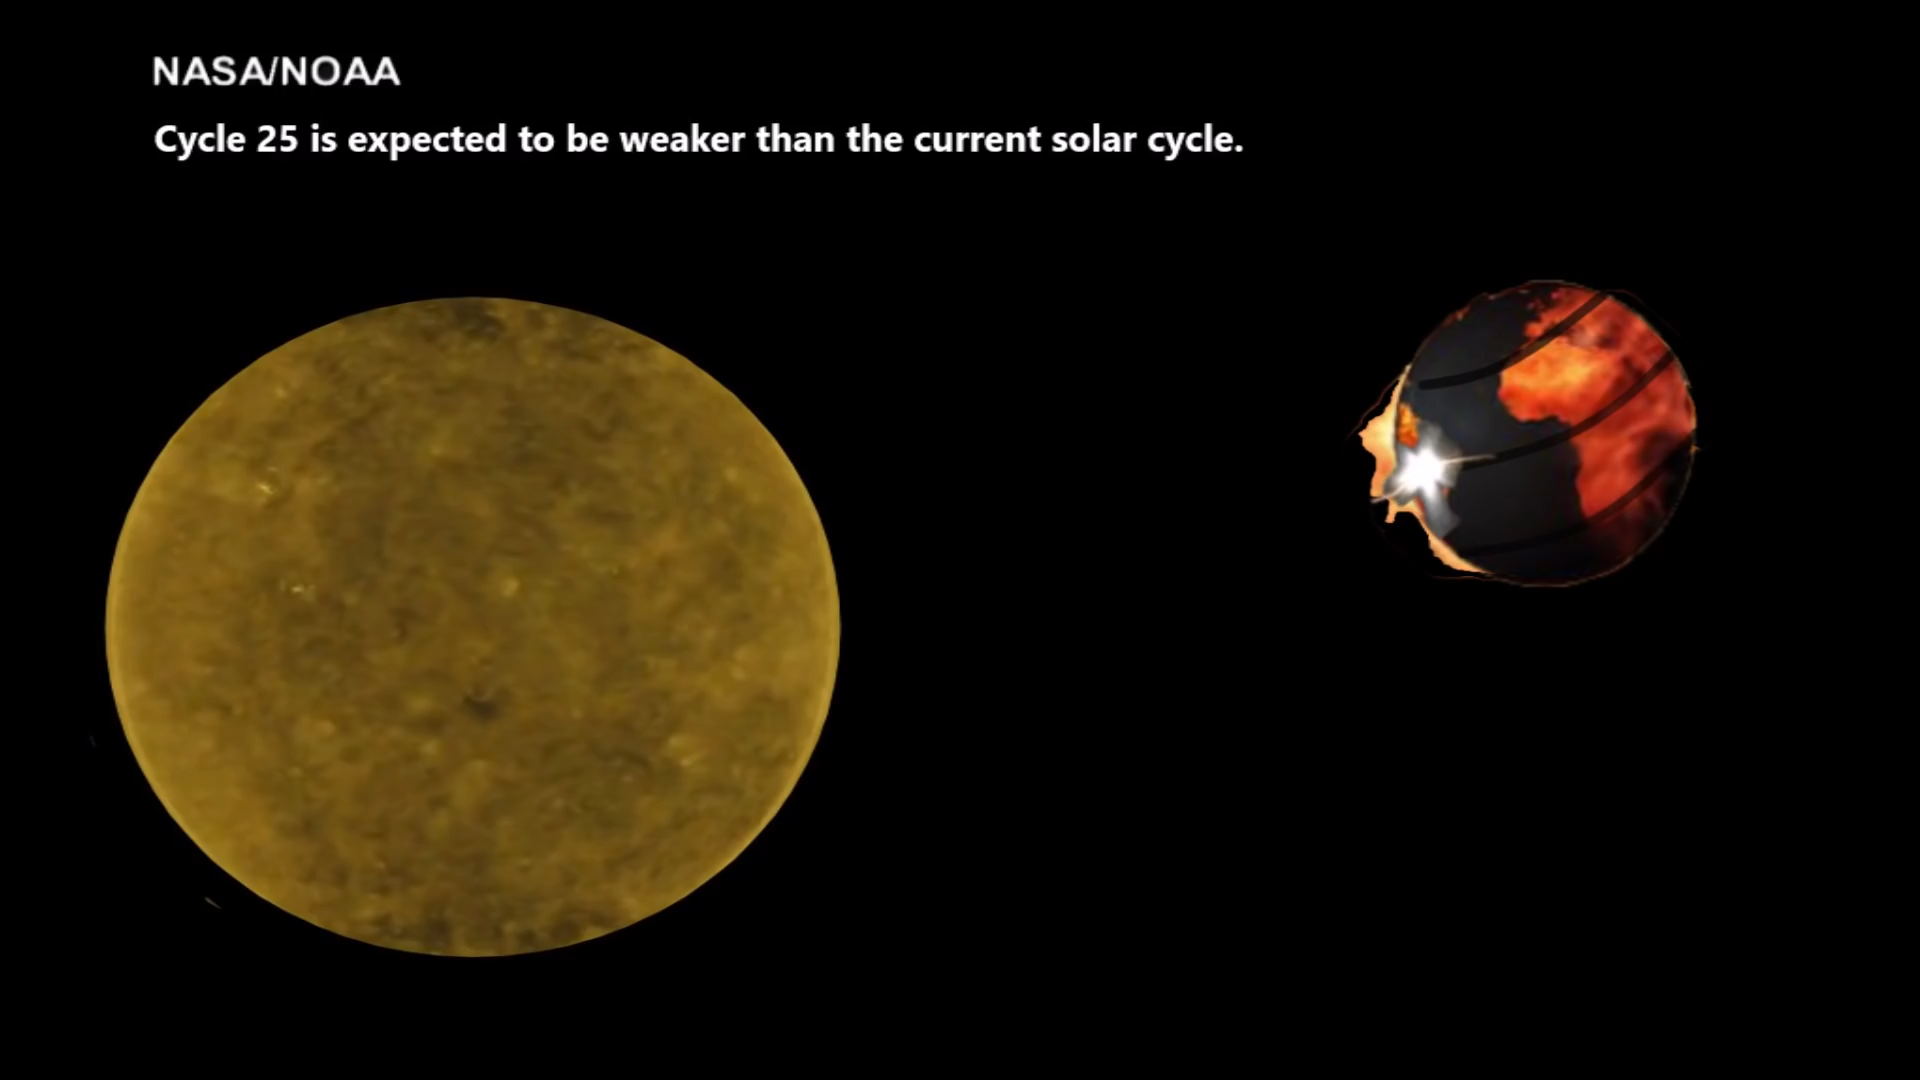 NASA/NOAA
Cycle 25 is expected to be weaker than the current solar cycle.